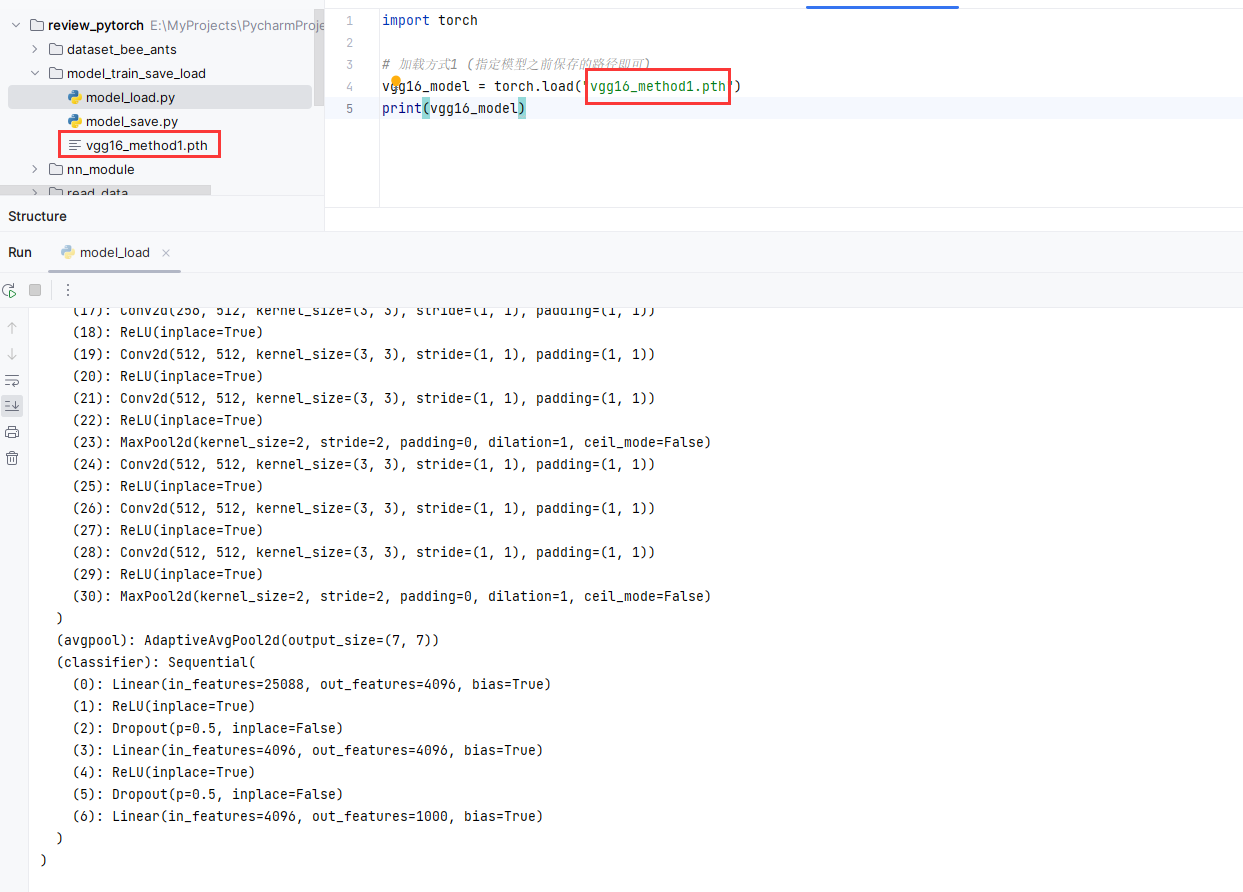 review_pytorch E:\MyProjects\PycharmProje
dataset_bee_ants
model_train_save_load
model_load.py
model_save.py
vgg16_method1.pth
nn_module
read_data
1 import torch
2
3 # 加载方式1 (指定模型之前保存的路径即可)
4 vgg16_model = torch.load("vgg16_method1.pth")
5 print(vgg16_model)
Structure
Run model_load
(17): Conv2d(256, 512, kernel_size=(3, 3), stride=(1, 1), padding=(1, 1))
(18): ReLU(inplace=True)
(19): Conv2d(512, 512, kernel_size=(3, 3), stride=(1, 1), padding=(1, 1))
(20): ReLU(inplace=True)
(21): Conv2d(512, 512, kernel_size=(3, 3), stride=(1, 1), padding=(1, 1))
(22): ReLU(inplace=True)
(23): MaxPool2d(kernel_size=2, stride=2, padding=0, dilation=1, ceil_mode=False)
(24): Conv2d(512, 512, kernel_size=(3, 3), stride=(1, 1), padding=(1, 1))
(25): ReLU(inplace=True)
(26): Conv2d(512, 512, kernel_size=(3, 3), stride=(1, 1), padding=(1, 1))
(27): ReLU(inplace=True)
(28): Conv2d(512, 512, kernel_size=(3, 3), stride=(1, 1), padding=(1, 1))
(29): ReLU(inplace=True)
(30): MaxPool2d(kernel_size=2, stride=2, padding=0, dilation=1, ceil_mode=False)
)
(avgpool): AdaptiveAvgPool2d(output_size=(7, 7))
(classifier): Sequential(
(0): Linear(in_features=25088, out_features=4096, bias=True)
(1): ReLU(inplace=True)
(2): Dropout(p=0.5, inplace=False)
(3): Linear(in_features=4096, out_features=4096, bias=True)
(4): ReLU(inplace=True)
(5): Dropout(p=0.5, inplace=False)
(6): Linear(in_features=4096, out_features=1000, bias=True)
)
)